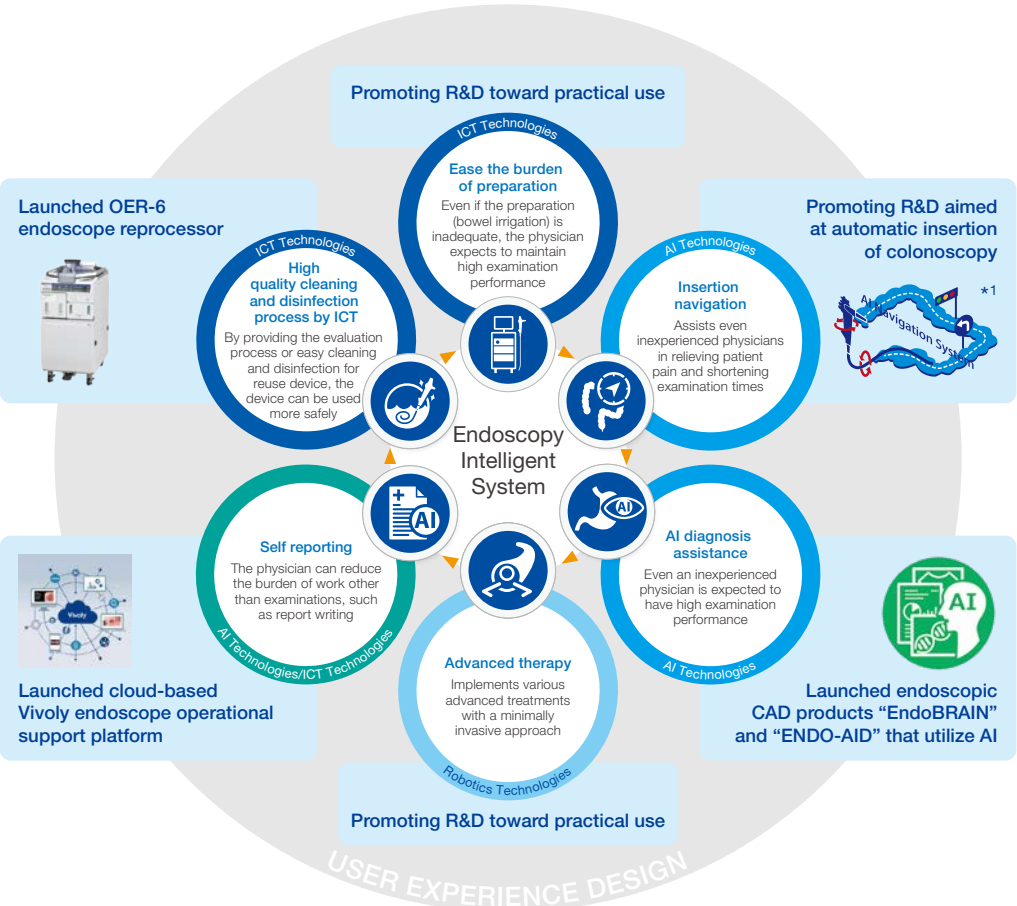 Promoting R&D toward practical use
ICT Technologies
Ease the burden
of preparation
Even if the preparation
(bowel irrigation) is
inadequate, the physician
expects to maintain
high examination
performance
Launched OER-6
endoscope reprocessor
ICT Technologies
High
quality cleaning
and disinfection
process by ICT
By providing the evaluation
process or easy cleaning
and disinfection for
reuse device, the
device can be used
more safely
Promoting R&D aimed
at automatic insertion
of colonoscopy
*1
AI Navigation System
AI Technologies
Insertion
navigation
Assists even
inexperienced physicians
in relieving patient
pain and shortening
examination times
Endoscopy
Intelligent
System
AI
Self reporting
The physician can reduce
the burden of work other
than examinations, such
as report writing
AI Technologies/ICT Technologies
Vivoly
Launched cloud-based
Vivoly endoscope operational
support platform
AI
AI diagnosis
assistance
Even an inexperienced
physician is expected to
have high examination
performance
AI Technologies
AI
Launched endoscopic
CAD products “EndoBRAIN”
and “ENDO-AID” that utilize AI
Advanced therapy
Implements various
advanced treatments
with a minimally
invasive approach
Robotics Technologies
Promoting R&D toward practical use
USER EXPERIENCE DESIGN